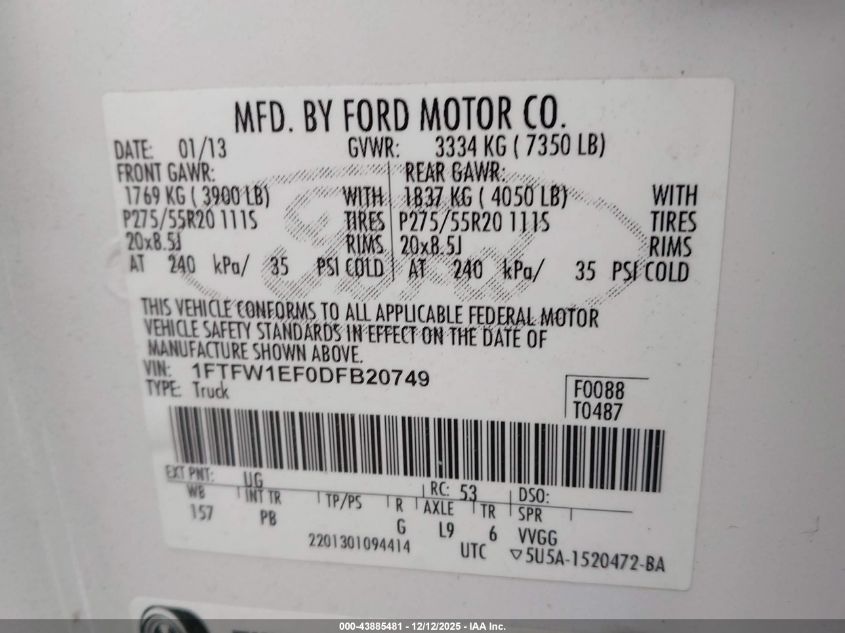 MFD. BY FORD MOTOR CO.
DATE: 01/13 GVWR: 3334 KG ( 7350 LB)
FRONT GAWR: REAR GAWR:
1769 KG ( 3900 LB) WITH 1837 KG ( 4050 LB) WITH
P275/55R20 111S TIRES P275/55R20 111S TIRES
20x8.5J RIMS 20x8.5J RIMS
AT 240 kPa/ 35 PSI COLD AT 240 kPa/ 35 PSI COLD
Ford
THIS VEHICLE CONFORMS TO ALL APPLICABLE FEDERAL MOTOR
VEHICLE SAFETY STANDARDS IN EFFECT ON THE DATE OF
MANUFACTURE SHOWN ABOVE.
VIN: 1FTFW1EF0DFB20749
TYPE: Truck
F0088
T0487
EXT PNT: UG RC: 53 DSO:
WB INT TR TP/PS R AXLE TR SPR
157 PB G L9 6 VVGG
2201301094414 UTC ▽5U5A-1520472-BA
000-43885481 - 12/12/2025 - IAA Inc.